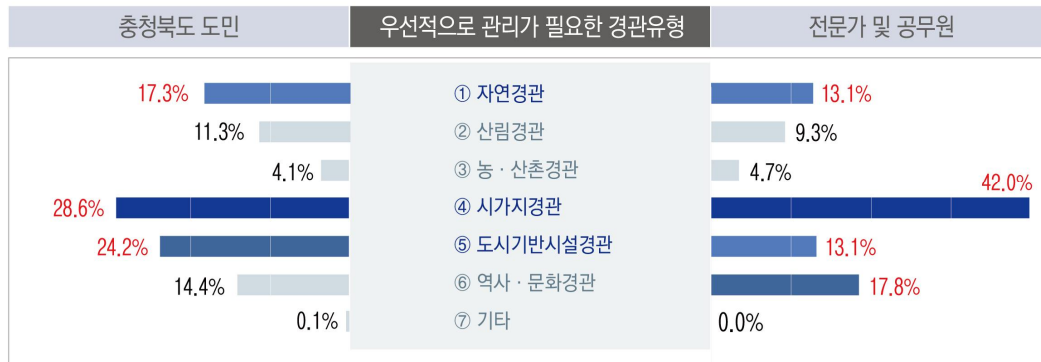 충청북도 도민 우선적으로 관리가 필요한 경관유형 전문가 및 공무원
17.3% ① 자연경관 13.1%
11.3% ② 산림경관 9.3%
4.1% ③ 농 · 산촌경관 4.7%
28.6% ④ 시가지경관 42.0%
24.2% ⑤ 도시기반시설경관 13.1%
14.4% ⑥ 역사 · 문화경관 17.8%
0.1% ⑦ 기타 0.0%